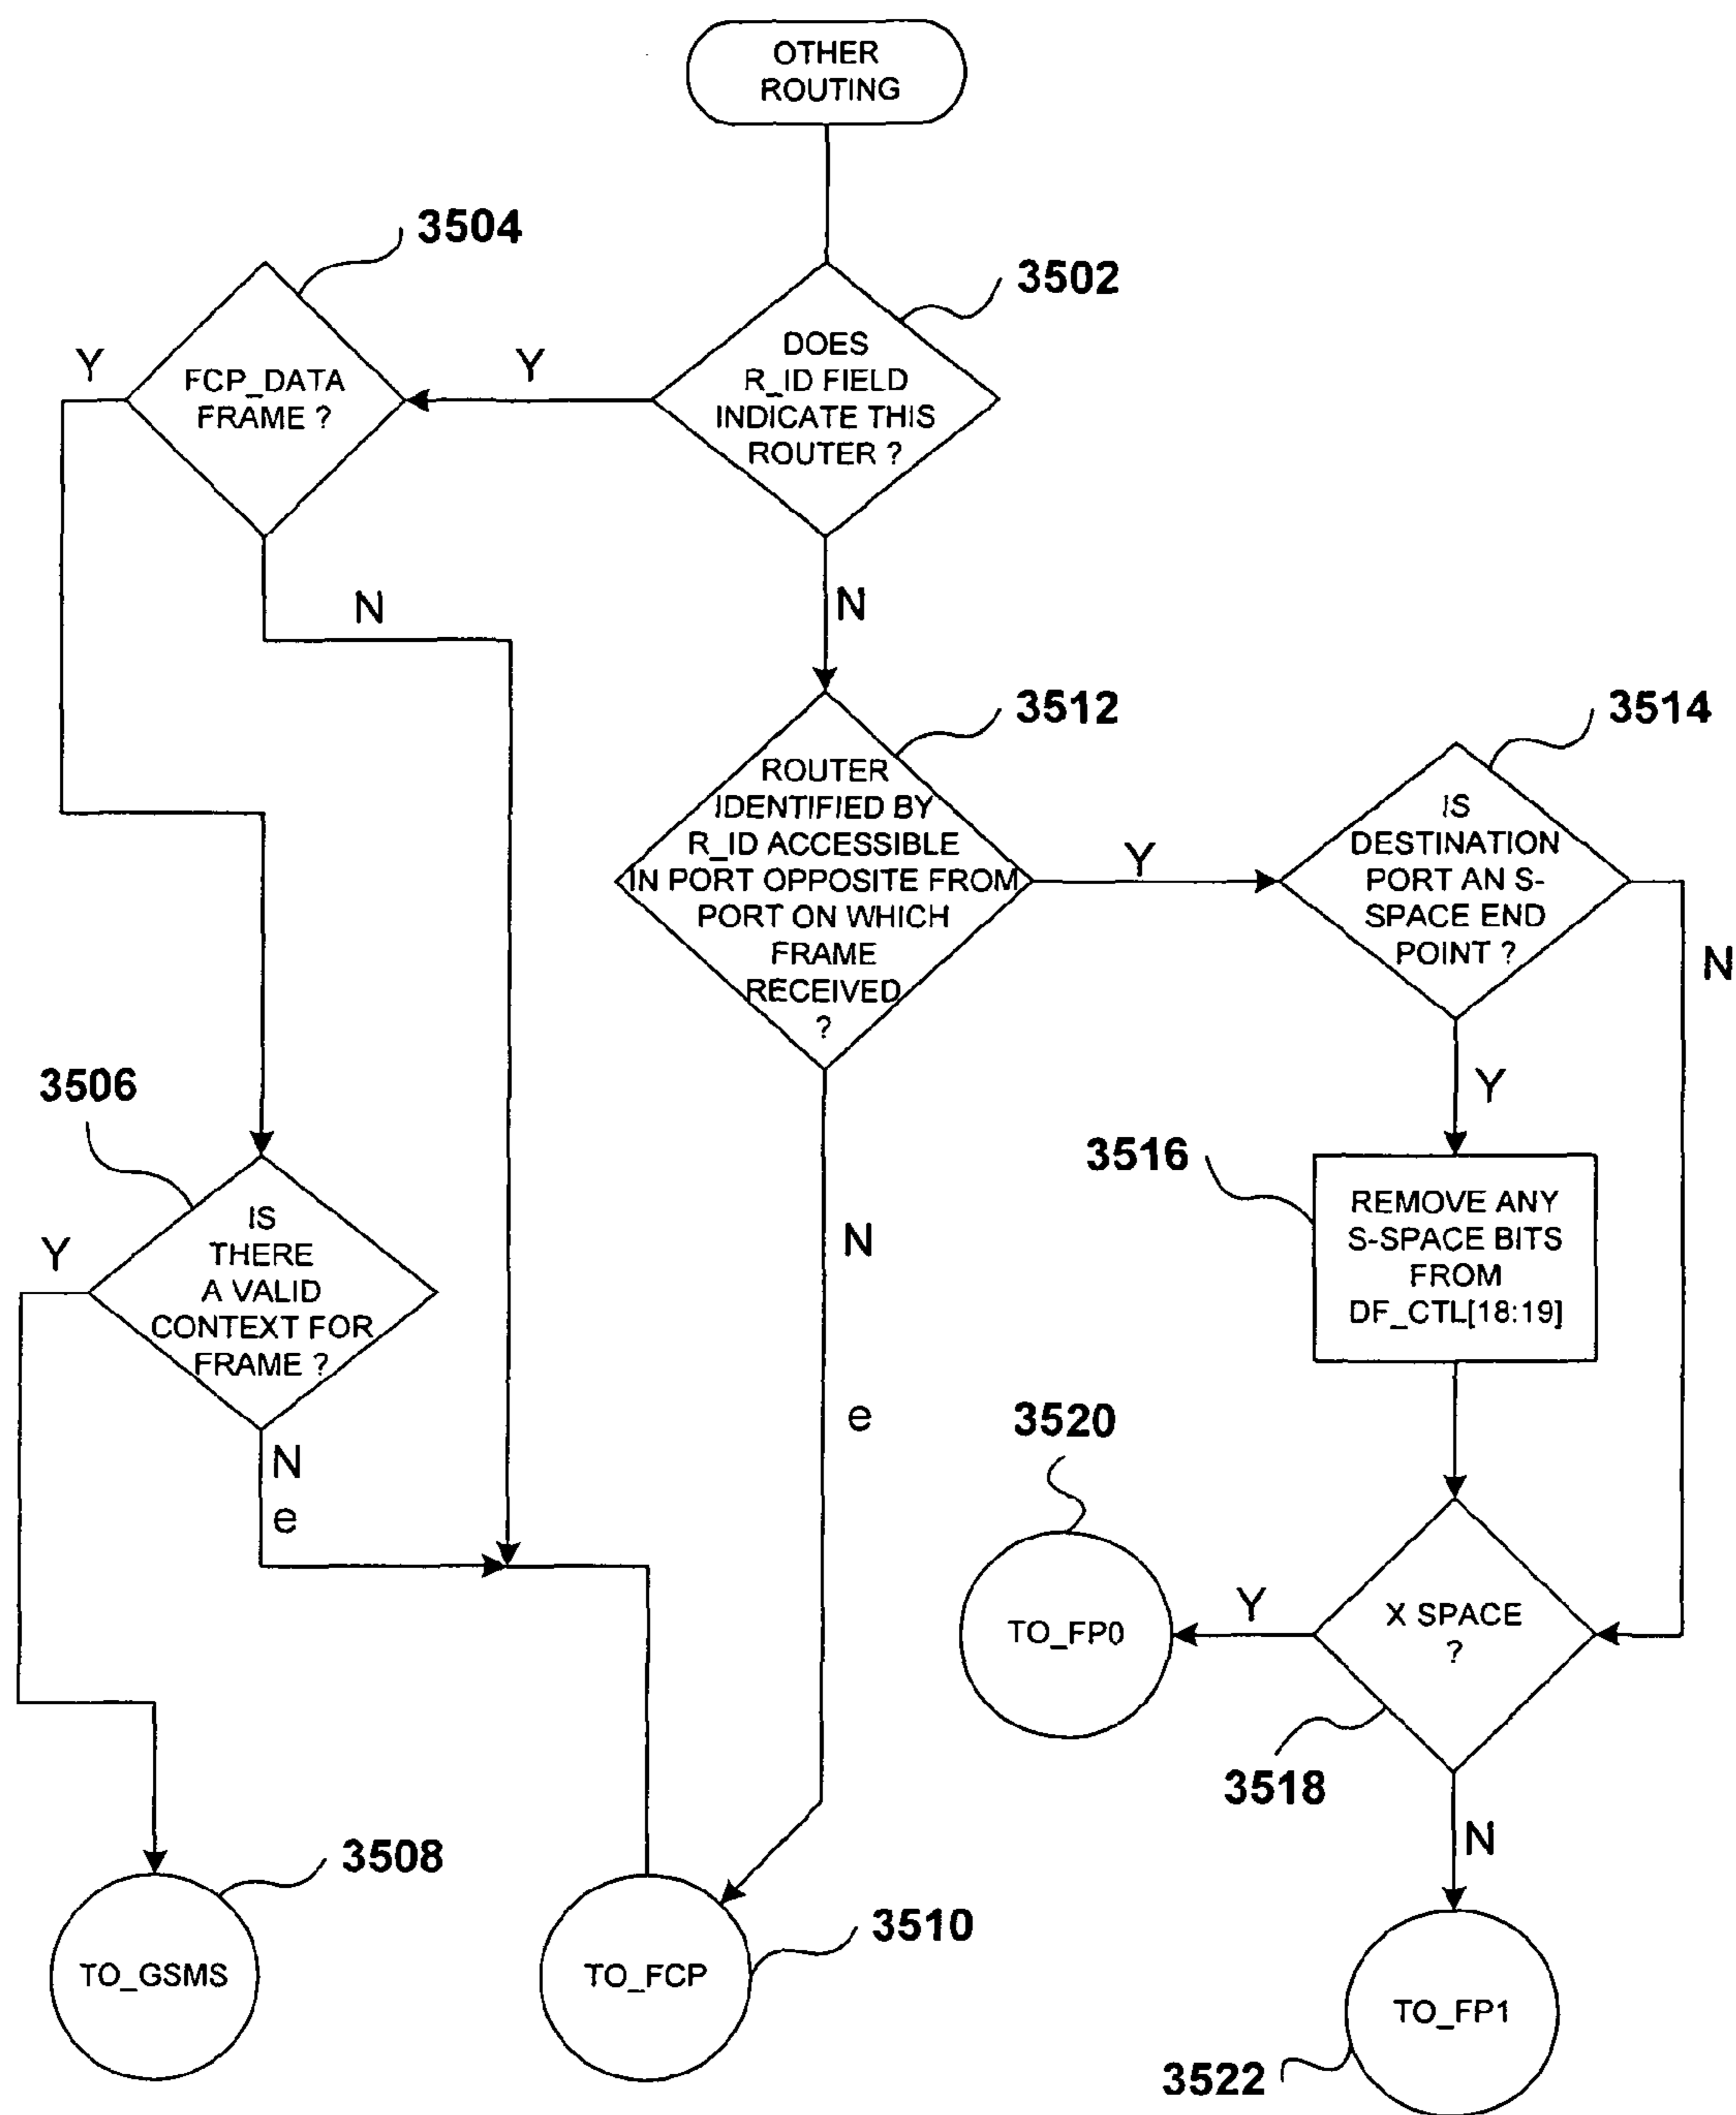 OTHER
ROUTING
3504
3502
DOES
R_ID FIELD
INDICATE THIS
ROUTER ?
Y
FCP_DATA
FRAME ?
Y
N
N
3512
ROUTER
IDENTIFIED BY
R_ID ACCESSIBLE
IN PORT OPPOSITE FROM
PORT ON WHICH
FRAME
RECEIVED
?
Y
3514
IS
DESTINATION
PORT AN S-
SPACE END
POINT ?
N
Y
3506
IS
THERE
A VALID
CONTEXT FOR
FRAME ?
Y
N
e
N
e
3516
REMOVE ANY
S-SPACE BITS
FROM
DF_CTL[18:19]
3520
TO_FP0
Y
X SPACE
?
3518
N
3508
TO_GSMS
3510
TO_FCP
TO_FP1
3522